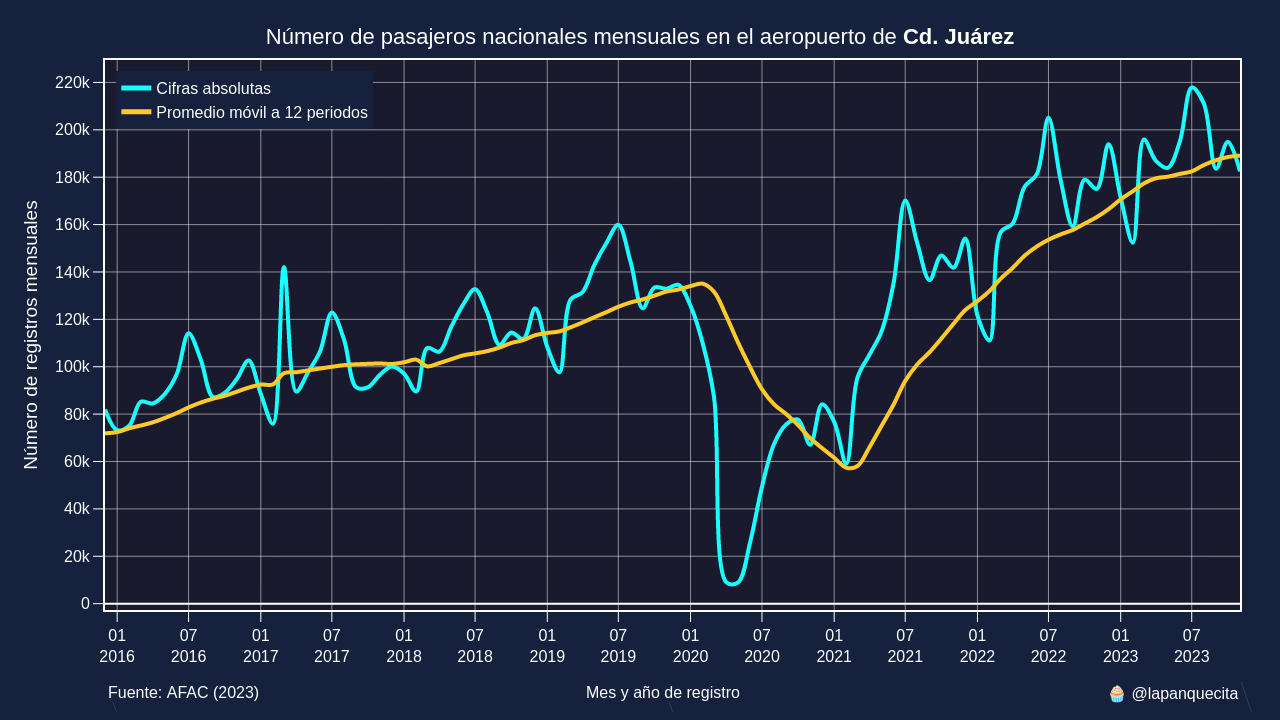 Número de pasajeros nacionales mensuales en el aeropuerto de Cd. Juárez
Cifras absolutas
Promedio móvil a 12 periodos
Número de registros mensuales
220k
200k
180k
160k
140k
120k
100k
80k
60k
40k
20k
0
01 07 01 07 01 07 01 07 01 07 01 07 01 07 01 07
2016 2016 2017 2017 2018 2018 2019 2019 2020 2020 2021 2021 2022 2022 2023 2023
Fuente: AFAC (2023) Mes y año de registro 🧁 @lapanquecita